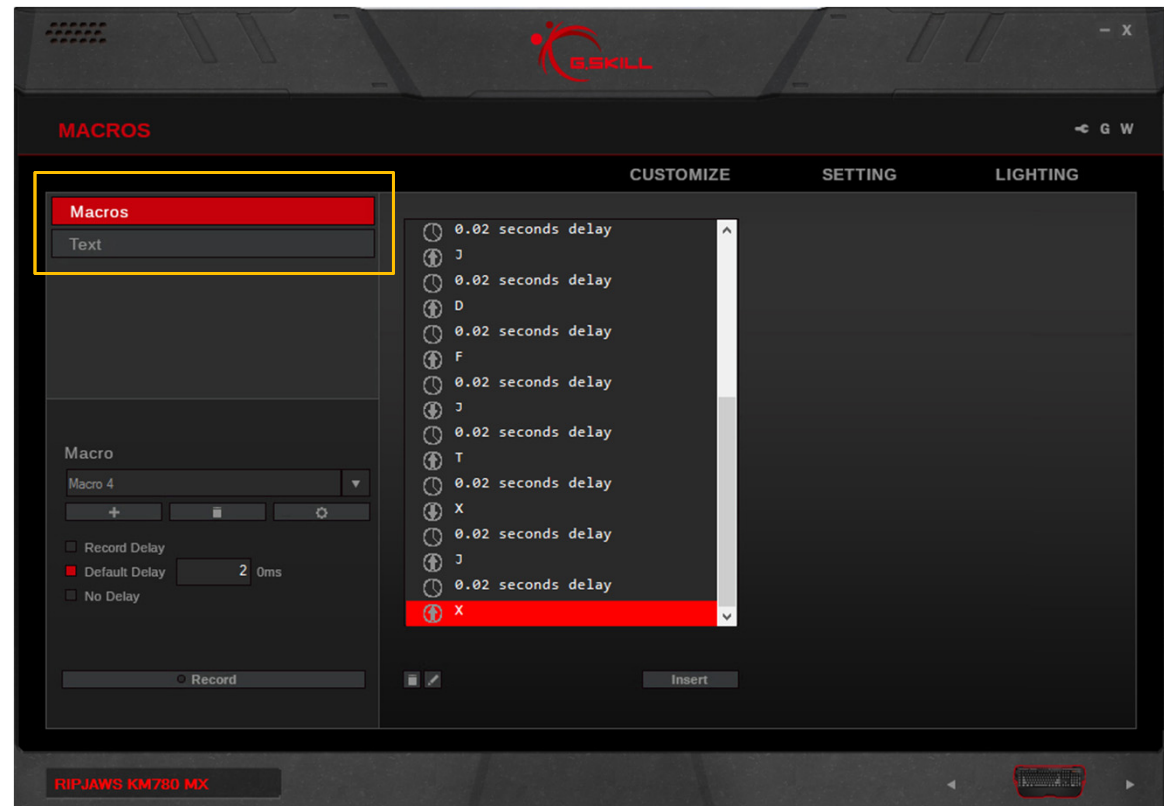 G.SKILL
– X
MACROS
G W
CUSTOMIZE SETTING LIGHTING
Macros
Text
0.02 seconds delay
J
0.02 seconds delay
D
0.02 seconds delay
F
0.02 seconds delay
J
0.02 seconds delay
T
0.02 seconds delay
X
0.02 seconds delay
J
0.02 seconds delay
X
Macro
Macro 4
Record Delay
Default Delay 2 0ms
No Delay
Record
Insert
RIPJAWS KM780 MX